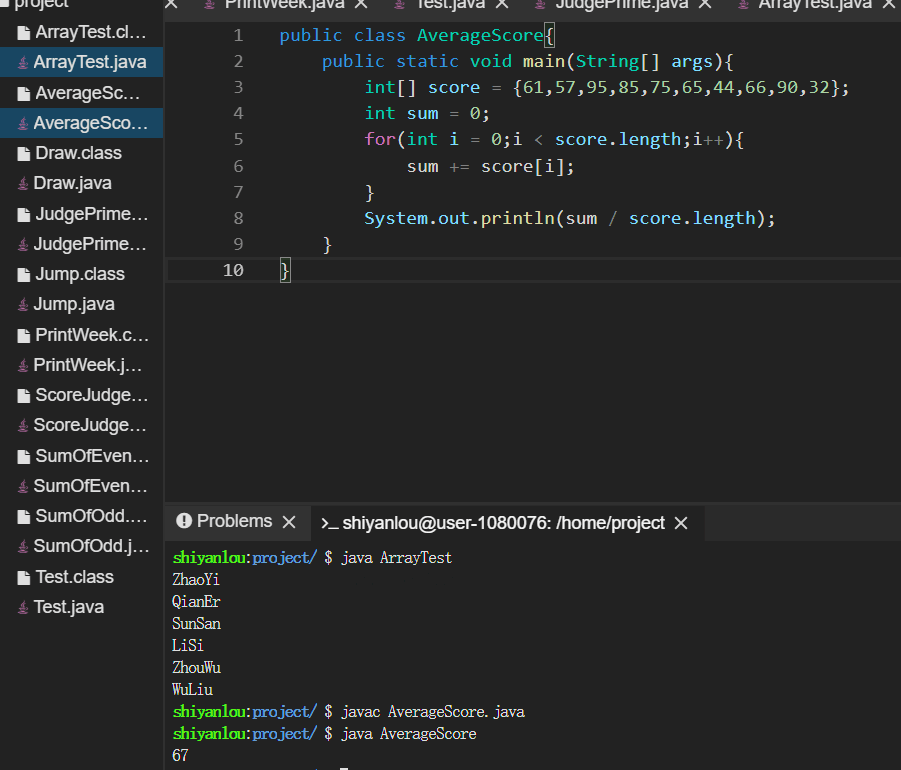 project
ArrayTest.cl...
ArrayTest.java
AverageSc...
AverageSco...
Draw.class
Draw.java
JudgePrime...
JudgePrime...
Jump.class
Jump.java
PrintWeek.c...
PrintWeek.j...
ScoreJudge...
ScoreJudge...
SumOfEven...
SumOfEven...
SumOfOdd....
SumOfOdd.j...
Test.class
Test.java
PrintWeek.java
Test.java
JudgePrime.java
ArrayTest.java
1 public class AverageScore{
2 public static void main(String[] args){
3 int[] score = {61,57,95,85,75,65,44,66,90,32};
4 int sum = 0;
5 for(int i = 0;i < score.length;i++){
6 sum += score[i];
7 }
8 System.out.println(sum / score.length);
9 }
10 }
Problems
>_ shiyanlou@user-1080076: /home/project
shiyanlou:project/ $ java ArrayTest
ZhaoYi
QianEr
SunSan
LiSi
ZhouWu
WuLiu
shiyanlou:project/ $ javac AverageScore.java
shiyanlou:project/ $ java AverageScore
67